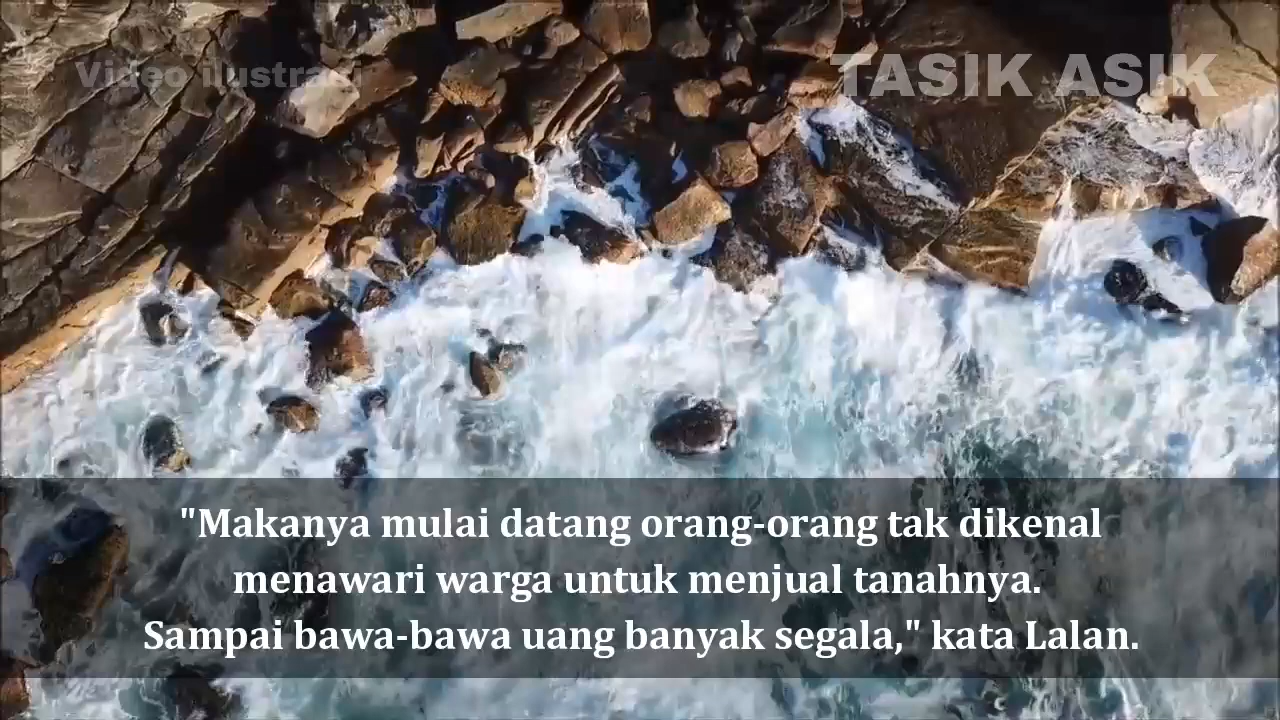 Video ilustrasi
TASIK ASIK
"Makanya mulai datang orang-orang tak dikenal
menawari warga untuk menjual tanahnya.
Sampai bawa-bawa uang banyak segala," kata Lalan.